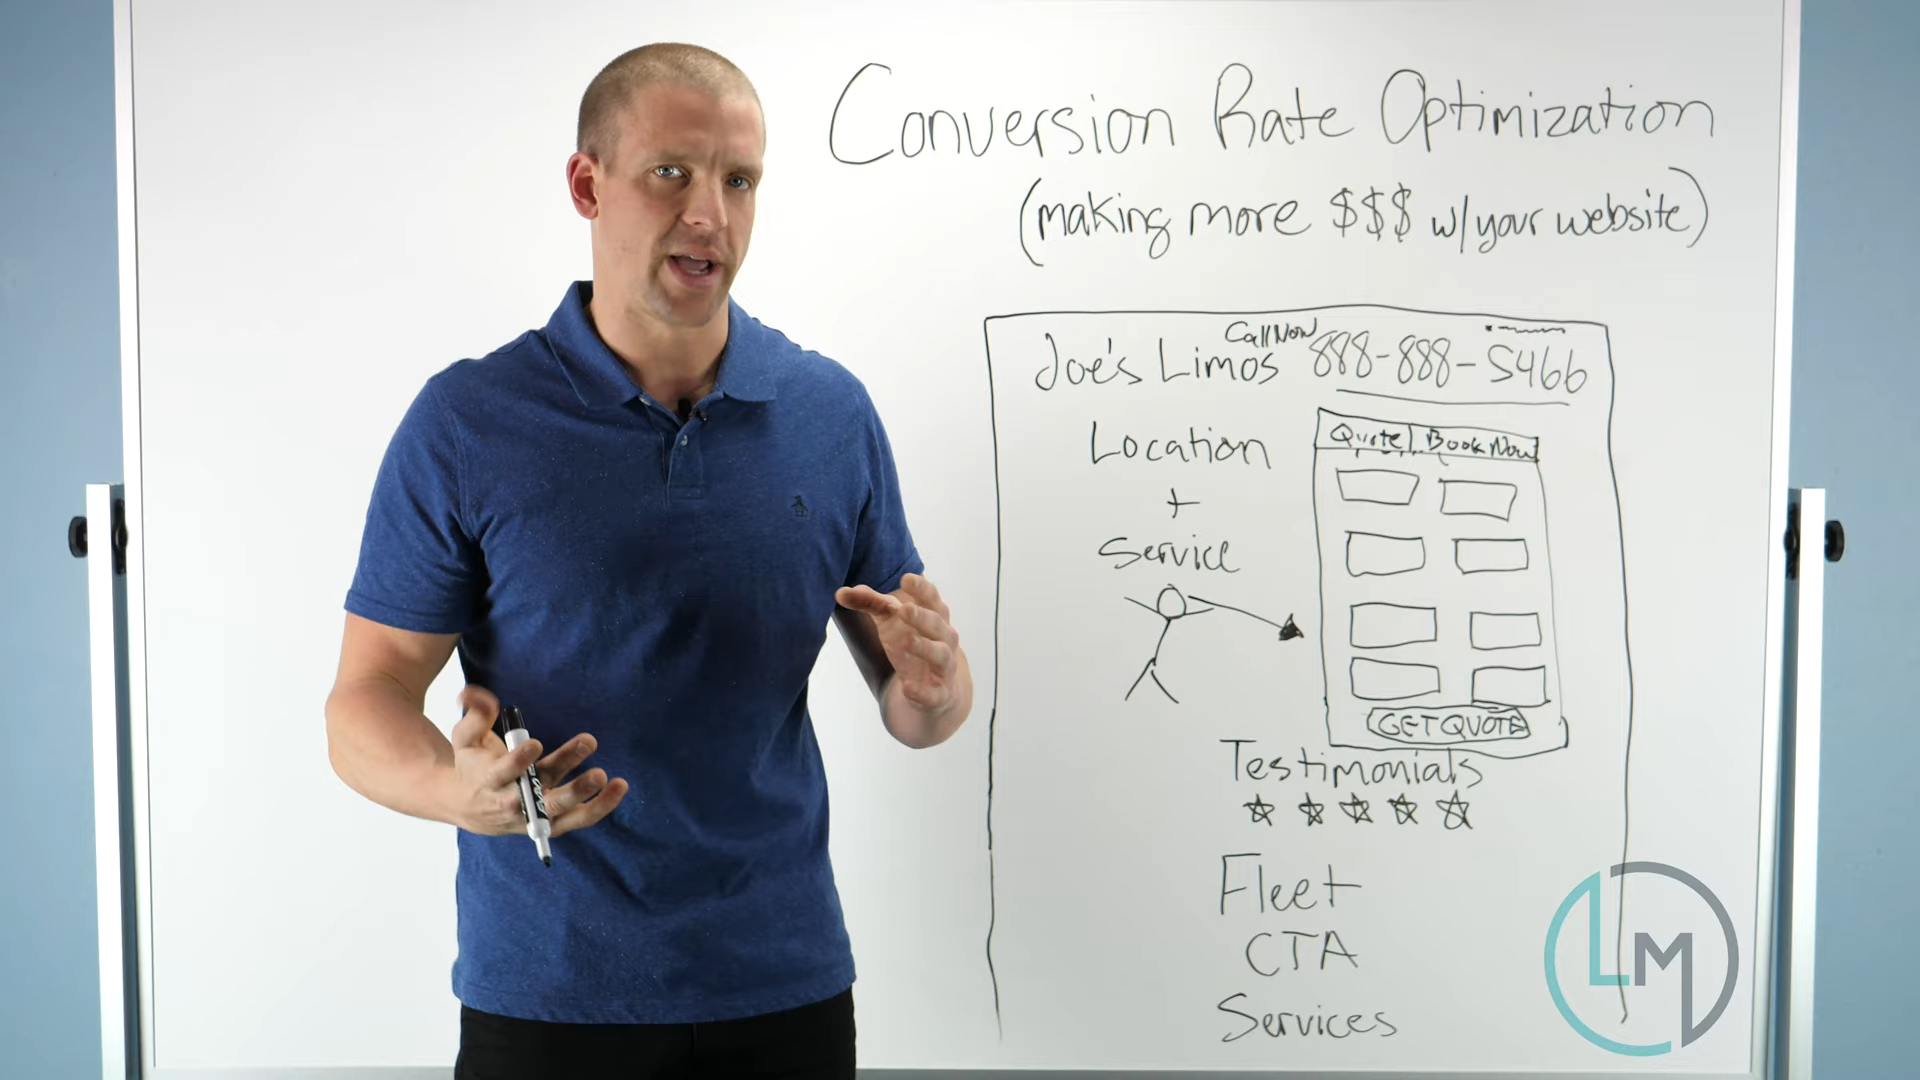 Conversion Rate Optimization
(making more $$$ w/your website)
Call Now
Joe's Limos 888-888-5466
Location
+
Service
Quote | Book Now
GET QUOTE
Testimonials
Fleet
CTA
Services
LM